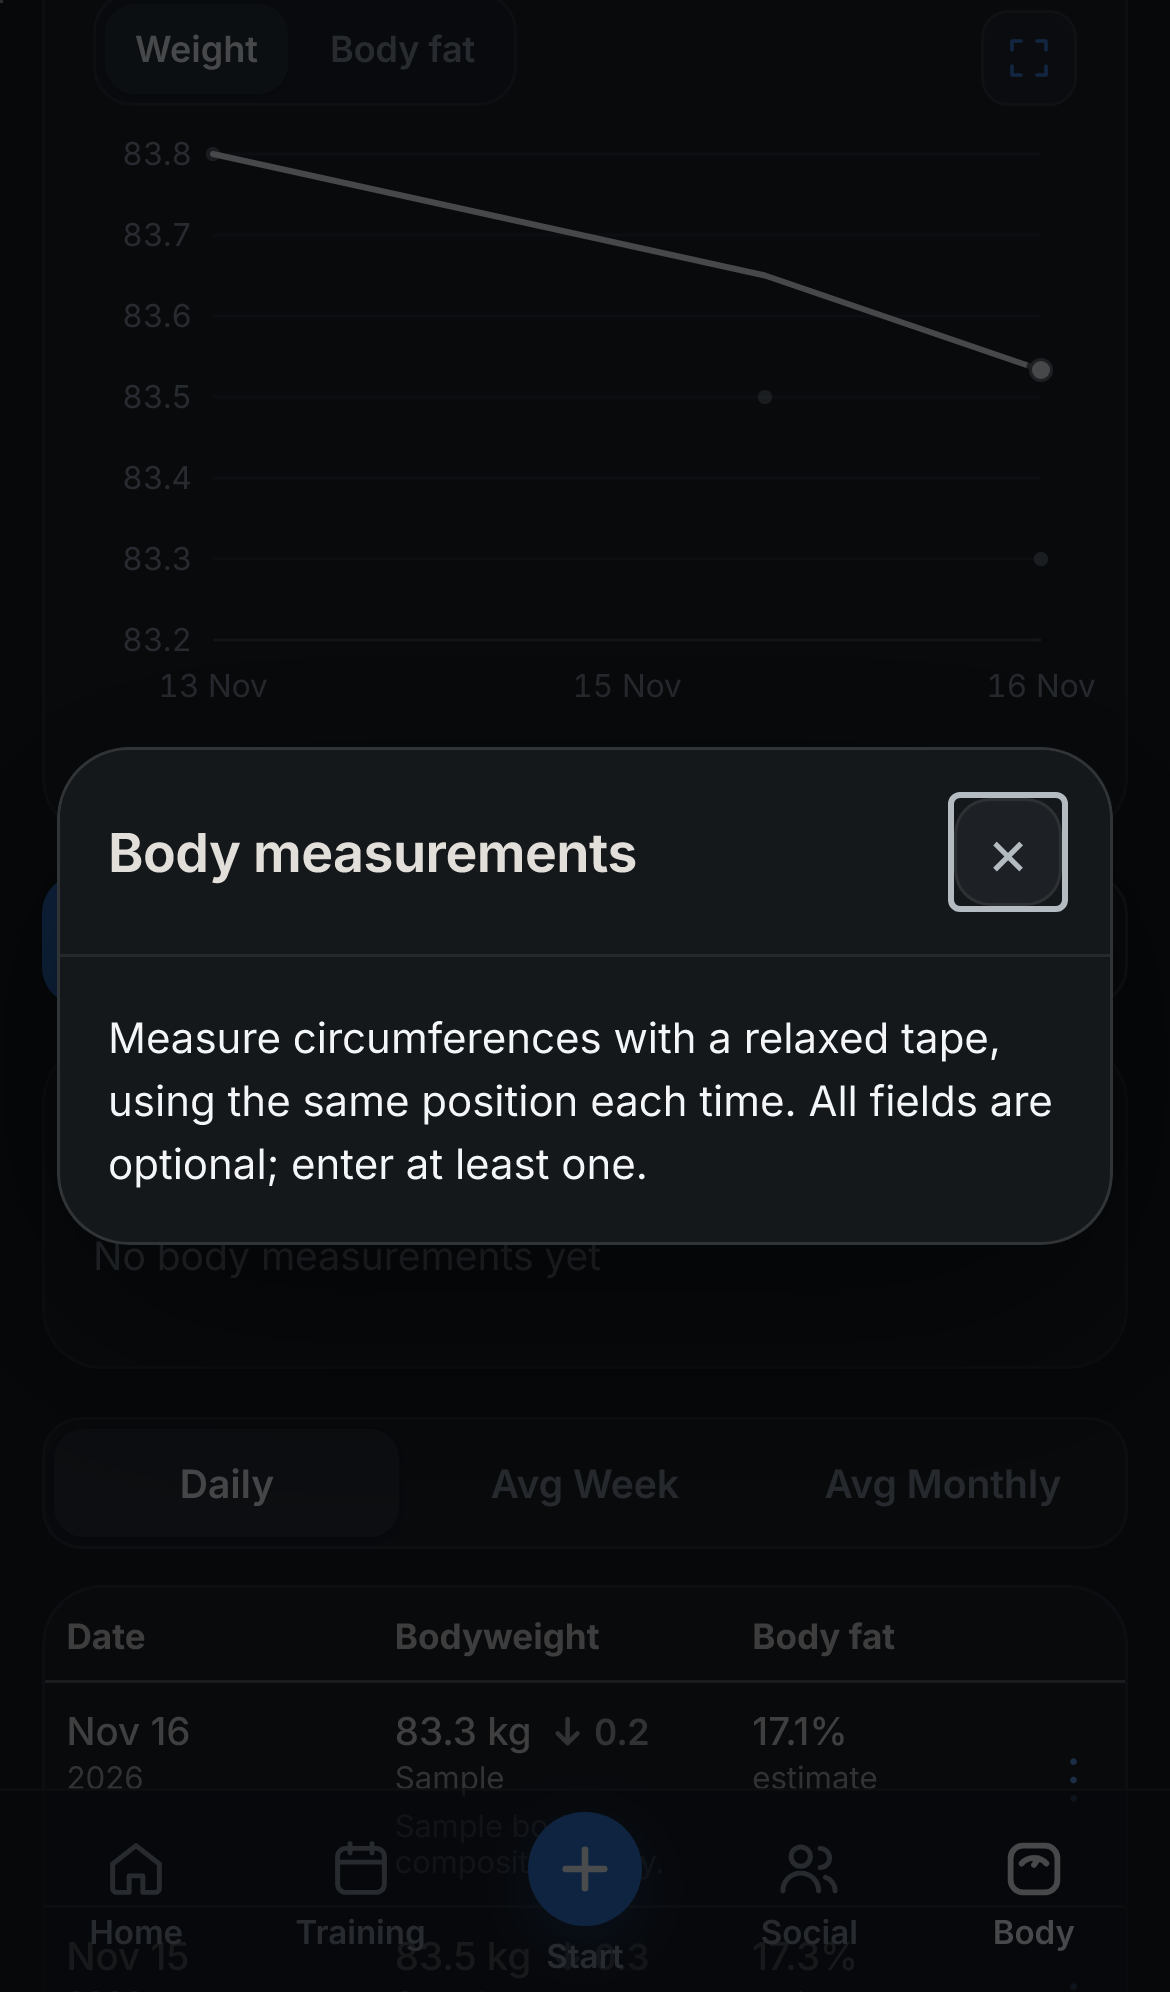 Weight Body fat
83.8
83.7
83.6
83.5
83.4
83.3
83.2
13 Nov 15 Nov 16 Nov
Body measurements
Measure circumferences with a relaxed tape,
using the same position each time. All fields are
optional; enter at least one.
No body measurements yet
Daily Avg Week Avg Monthly
Date Bodyweight Body fat
Nov 16 83.3 kg ↓ 0.2 17.1%
2026 Sample estimate
Sample
Home Training Start Social Body
Nov 15 83.5 kg 17.3%